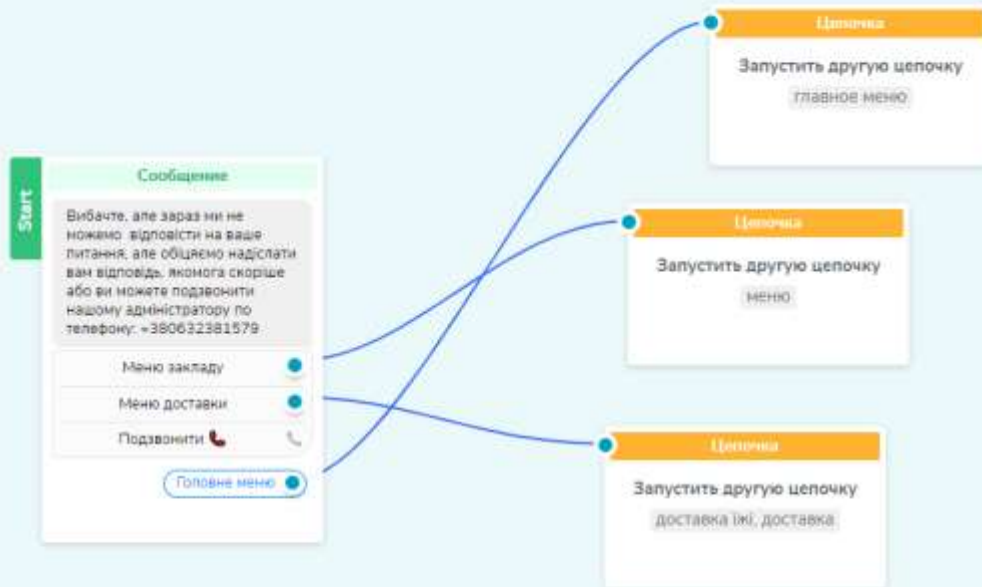 Start
Сообщение
Вибачте, але зараз ми не
можемо відповісти на ваше
питання, але обіцяємо надіслати
вам відповідь, якомога скоріше
або ви можете подзвонити
нашому адміністратору по
телефону: +380632381579
Меню закладу
Меню доставки
Подзвонити
Головне меню
Цепочка
Запустить другую цепочку
главное меню
Цепочка
Запустить другую цепочку
меню
Цепочка
Запустить другую цепочку
доставка їжі, доставка